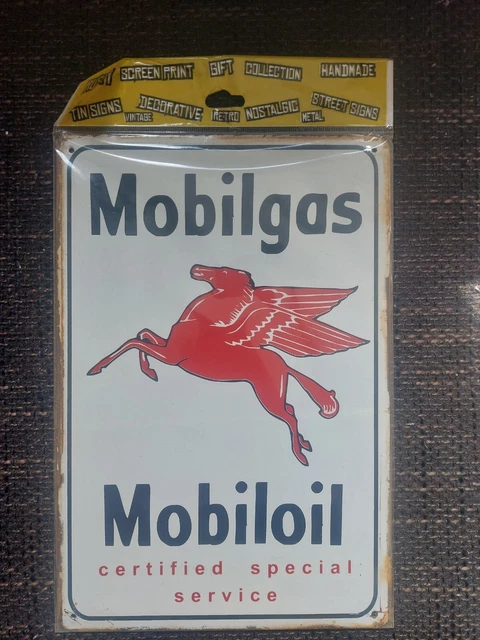 SCREEN PRINT GIFT COLLECTION HANDMADE
TIN SIGNS DECORATIVE RETRO NOSTALGIC STREET SIGNS
VINTAGE METAL
Mobilgas
Mobiloil
certified special
service